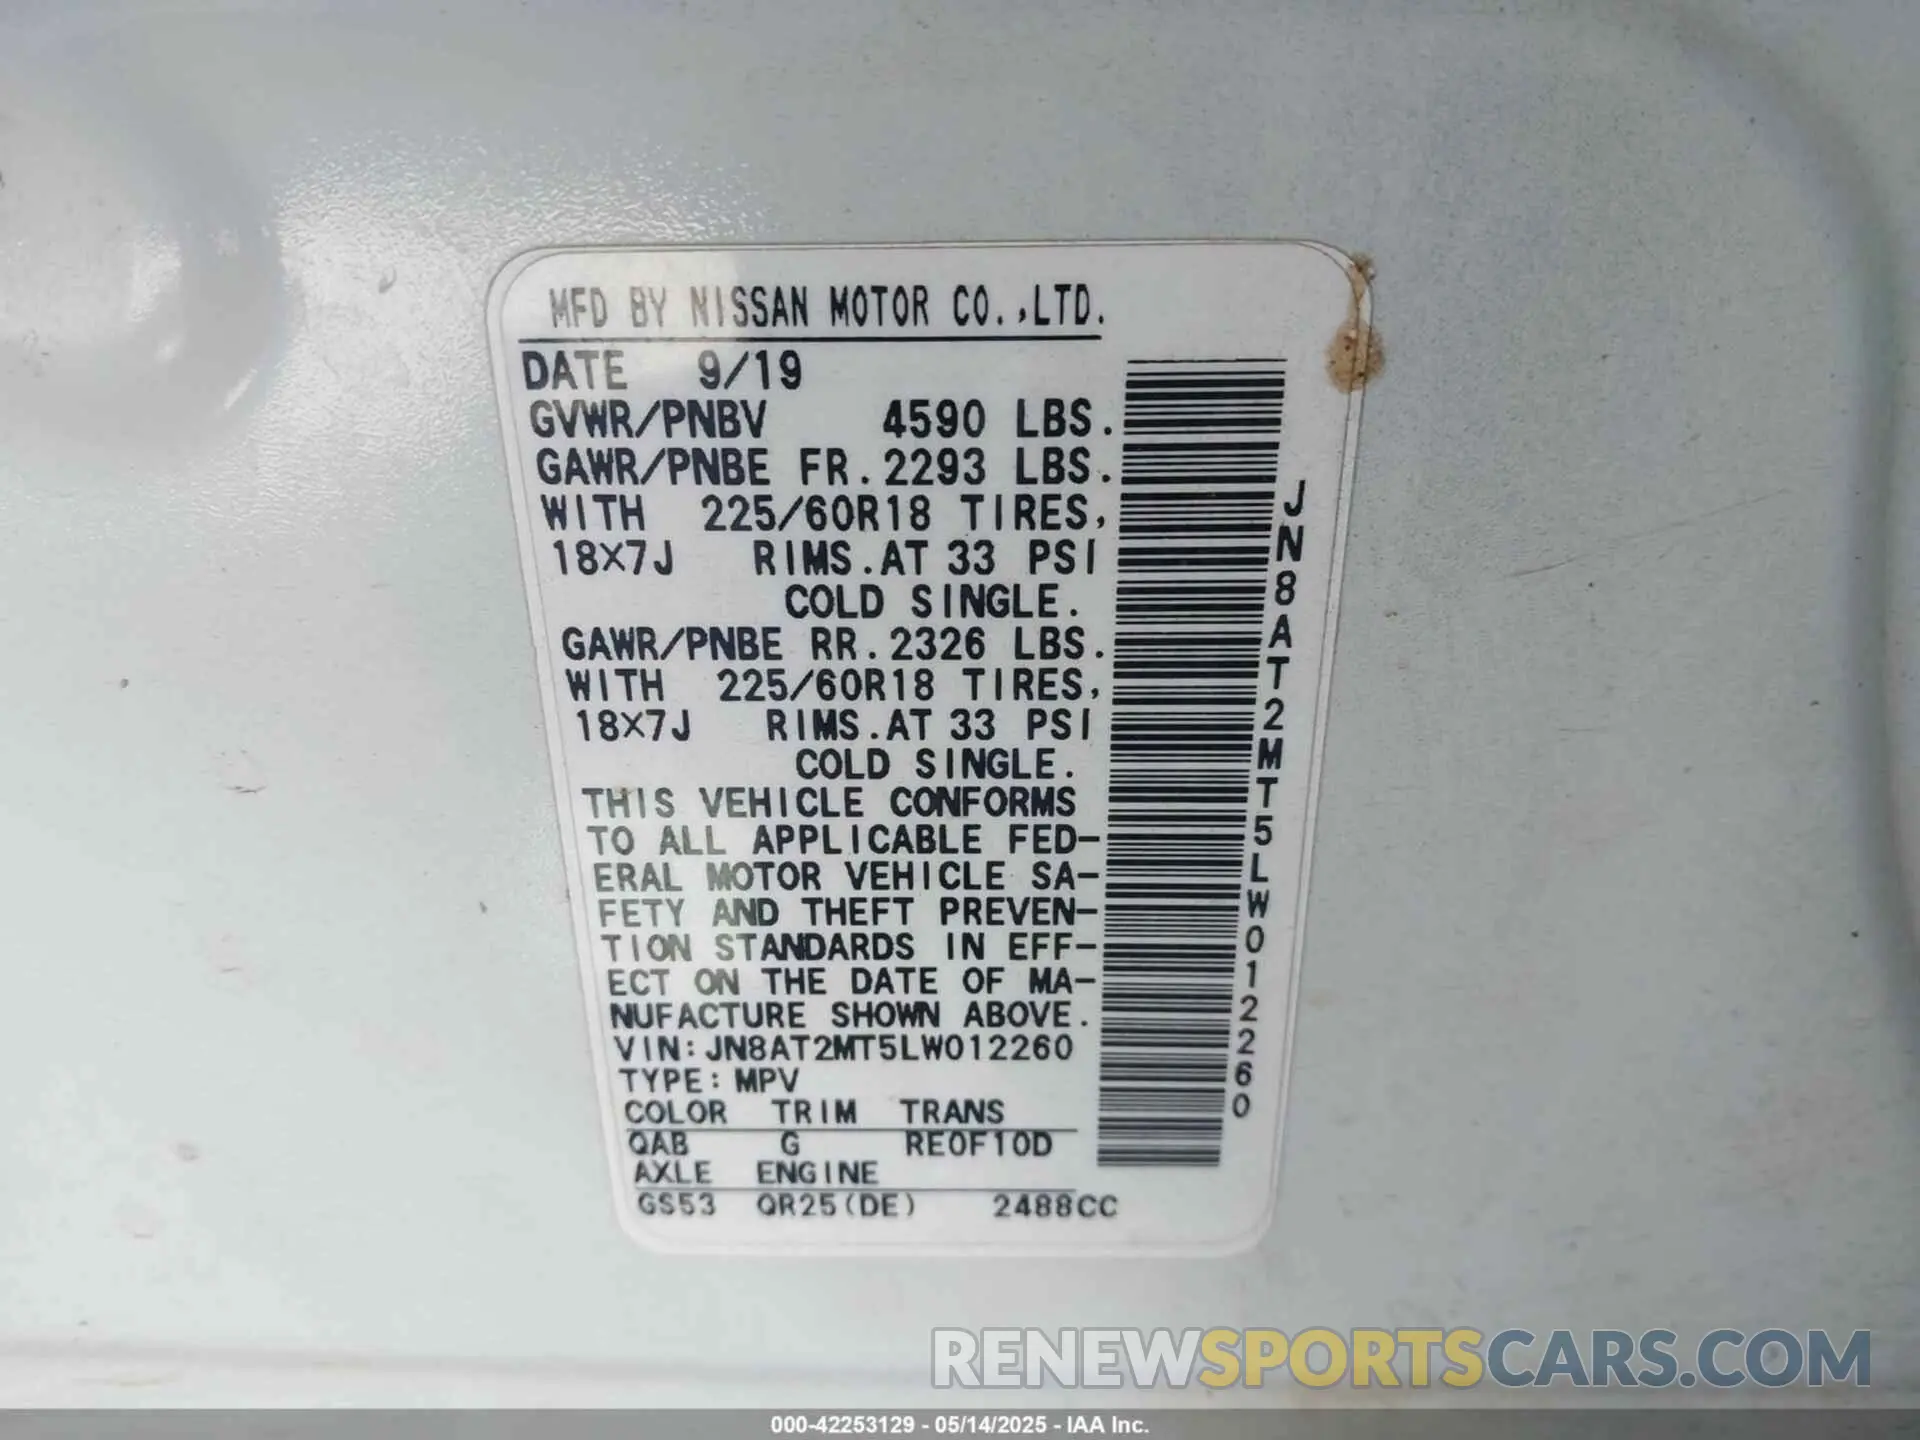 MFD BY NISSAN MOTOR CO.,LTD.
DATE 9/19
GVWR/PNBV 4590 LBS.
GAWR/PNBE FR.2293 LBS.
WITH 225/60R18 TIRES,
18X7J RIMS.AT 33 PSI
COLD SINGLE.
GAWR/PNBE RR.2326 LBS.
WITH 225/60R18 TIRES,
18X7J RIMS.AT 33 PSI
COLD SINGLE.
THIS VEHICLE CONFORMS
TO ALL APPLICABLE FED-
ERAL MOTOR VEHICLE SA-
FETY AND THEFT PREVEN-
TION STANDARDS IN EFF-
ECT ON THE DATE OF MA-
NUFACTURE SHOWN ABOVE.
VIN:JN8AT2MT5LW012260
TYPE:MPV
COLOR TRIM TRANS
QAB G RE0F10D
AXLE ENGINE
GS53 QR25(DE) 2488CC
JN8AT2MT5LW012260
RENEWSPORTSCARS.COM
000-42253129 - 05/14/2025 - IAA Inc.